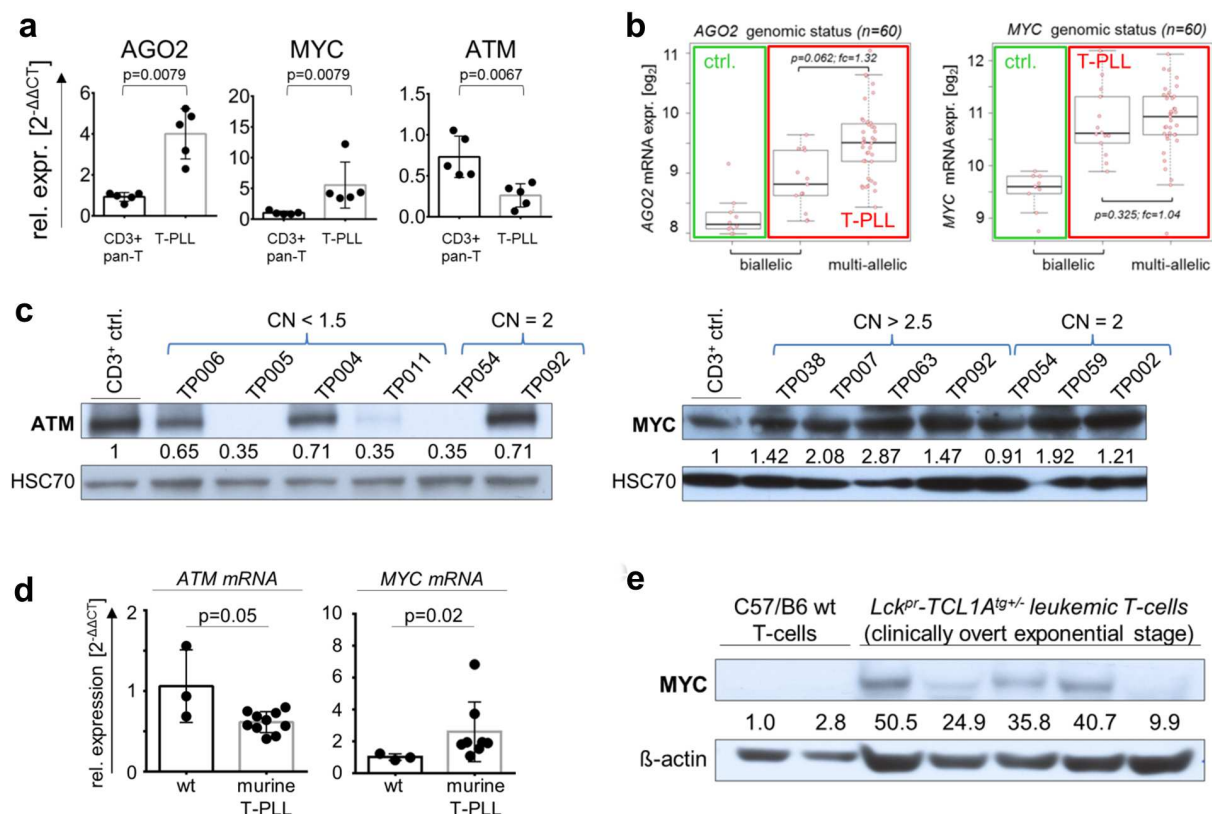 a
AGO2 MYC ATM
p=0.0079 p=0.0079 p=0.0067
rel. expr. [2-ΔΔCT]
6 20 1.5
4 15 1.0
2 10 0.5
0 5 0.0
0
CD3+ pan-T T-PLL CD3+ pan-T T-PLL CD3+ pan-T T-PLL
b
AGO2 genomic status (n=60)
ctrl.
p=0.062; fc=1.32
AGO2 mRNA expr. [og2]
11
10
9
8
T-PLL
biallelic multi-allelic
MYC genomic status (n=60)
ctrl. T-PLL
MYC mRNA expr. [og2]
12
11
10
9
p=0.325; fc=1.04
biallelic multi-allelic
c
CD3+ ctrl. CN < 1.5 CN = 2
TP006 TP005 TP004 TP011 TP054 TP092
ATM
1 0.65 0.35 0.71 0.35 0.35 0.71
HSC70
CD3+ ctrl. CN > 2.5 CN = 2
TP038 TP007 TP063 TP092 TP054 TP059 TP002
MYC
1 1.42 2.08 2.87 1.47 0.91 1.92 1.21
HSC70
d
ATM mRNA MYC mRNA
p=0.05 p=0.02
rel. expression [2-ΔΔCT]
2 10
1 8
0 6
4
2
0
wt murine T-PLL wt murine T-PLL
e
C57/B6 wt Lckpr-TCL1Atg+/- leukemic T-cells
T-cells (clinically overt exponential stage)
MYC
1.0 2.8 50.5 24.9 35.8 40.7 9.9
ß-actin